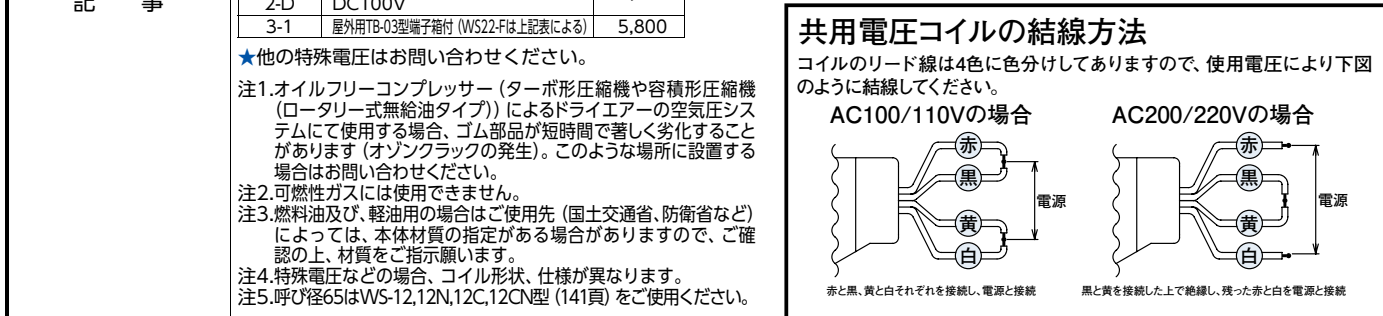 記　事
2-D DC100V
3-1 屋外用TB-03型端子箱付(WS22-Fは上記表による) 5,800
★他の特殊電圧はお問い合わせください。
注1.オイルフリーコンプレッサー(ターボ形圧縮機や容積形圧縮機
(ロータリー式無給油タイプ))によるドライエアーの空気圧シス
テムにて使用する場合、ゴム部品が短時間で著しく劣化すること
があります(オゾンクラックの発生)。このような場所に設置する
場合はお問い合わせください。
注2.可燃性ガスには使用できません。
注3.燃料油及び、軽油用の場合はご使用先(国土交通省、防衛省など)
によっては、本体材質の指定がある場合がありますので、ご確
認の上、材質をご指示願います。
注4.特殊電圧などの場合、コイル形状、仕様が異なります。
注5.呼び径65はWS-12,12N,12C,12CN型(141頁)をご使用ください。
共用電圧コイルの結線方法
コイルのリード線は4色に色分けしてありますので、使用電圧により下図
のように結線してください。
AC100/110Vの場合
赤
黒
電源
黄
白
赤と黒、黄と白それぞれを接続し、電源と接続
AC200/220Vの場合
赤
黒
電源
黄
白
黒と黄を接続した上で絶縁し、残った赤と白を電源と接続